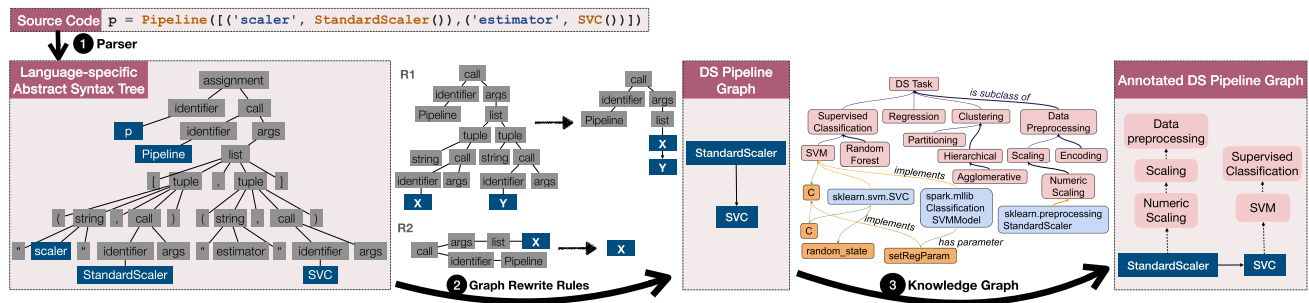 Source Code
p = Pipeline([('scaler', StandardScaler()),('estimator', SVC())])
1 Parser
Language-specific
Abstract Syntax Tree
assignment
identifier call
p identifier args
Pipeline list
[ tuple , tuple ]
( string , call ) ( string , call )
" scaler " identifier args " estimator " identifier args
StandardScaler SVC
R1
call
identifier args
Pipeline list
tuple tuple
string call string call
identifier args identifier args
X Y
call
identifier args
Pipeline list
X
Y
R2
call
args list X
identifier Pipeline
X
2 Graph Rewrite Rules
DS Pipeline
Graph
StandardScaler
SVC
DS Task
is subclass of
Supervised
Classification
Regression
Clustering
Data
Preprocessing
Partitioning
SVM
Random
Forest
Hierarchical
Scaling
Encoding
Agglomerative
implements
Numeric
Scaling
C
sklearn.svm.SVC
spark.mllib
Classification
SVMModel
sklearn.preprocessing
StandardScaler
implements
C
has parameter
random_state
setRegParam
3 Knowledge Graph
Annotated DS Pipeline Graph
Data
preprocessing
Scaling
Supervised
Classification
Numeric
Scaling
SVM
StandardScaler
SVC